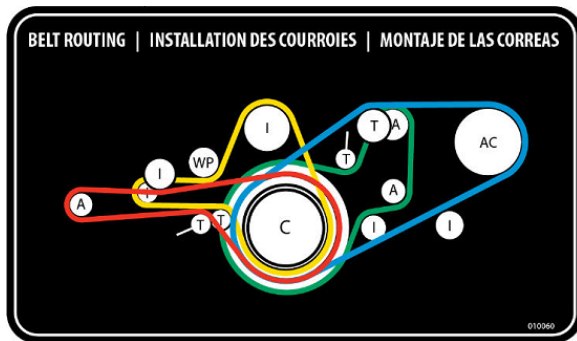 BELT ROUTING | INSTALLATION DES COURROIES | MONTAJE DE LAS CORREAS
I
T A
WP
T
AC
I
A
A
T T
C
I
I
010060